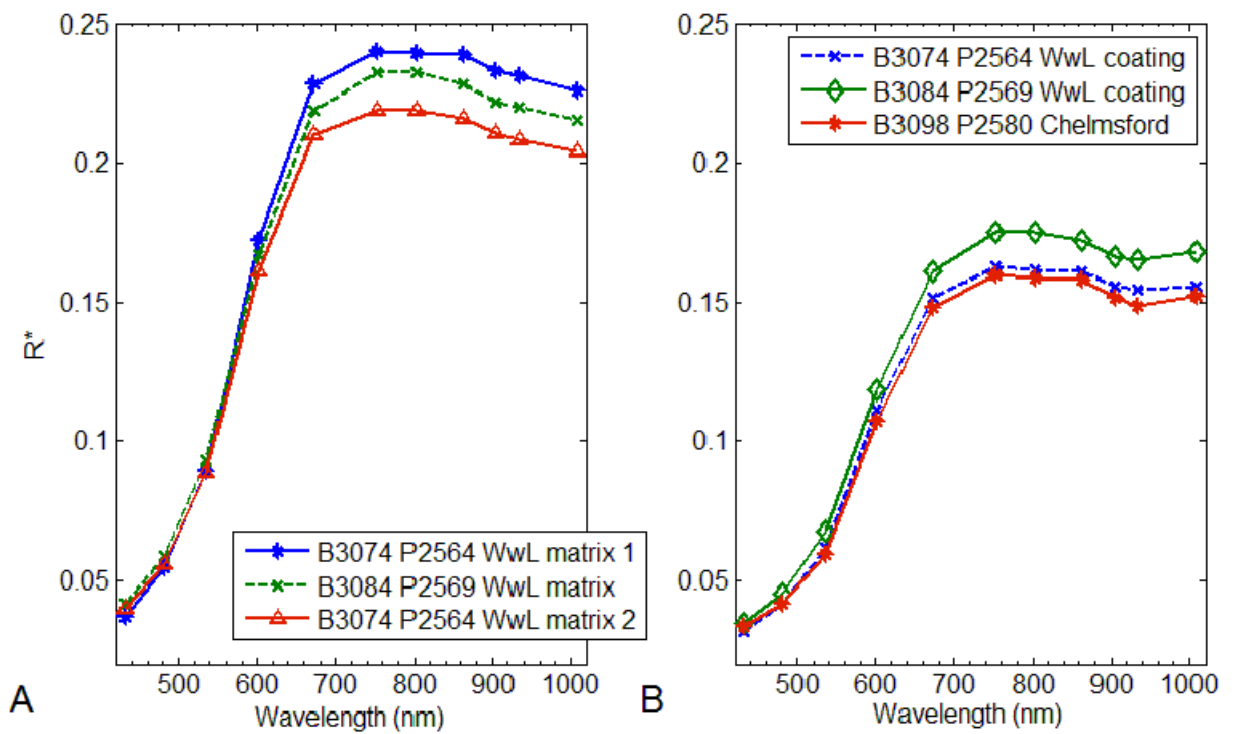 0.25
0.2
0.15
0.1
0.05
R*
500 600 700 800 900 1000
Wavelength (nm)
A
B3074 P2564 WwL matrix 1
B3084 P2569 WwL matrix
B3074 P2564 WwL matrix 2
0.25
0.2
0.15
0.1
0.05
500 600 700 800 900 1000
Wavelength (nm)
B
B3074 P2564 WwL coating
B3084 P2569 WwL coating
B3098 P2580 Chelmsford